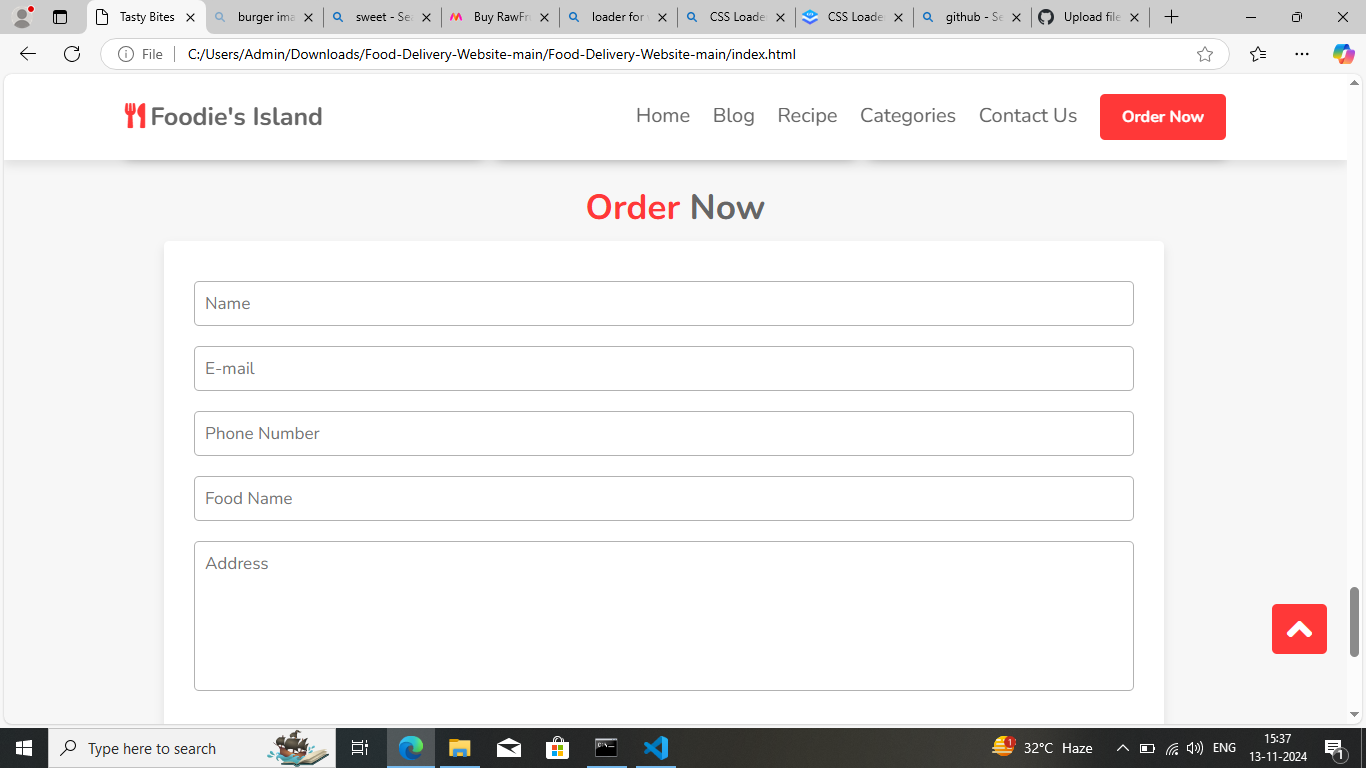 Tasty Bites
burger ima
sweet - Sea
Buy RawFr
loader for
CSS Loade
CSS Loade
github - Se
Upload file
File
C:/Users/Admin/Downloads/Food-Delivery-Website-main/Food-Delivery-Website-main/index.html
Foodie's Island
Home
Blog
Recipe
Categories
Contact Us
Order Now
Order Now
Name
E-mail
Phone Number
Food Name
Address
Type here to search
1
32°C Haze
ENG
15:37
13-11-2024
1